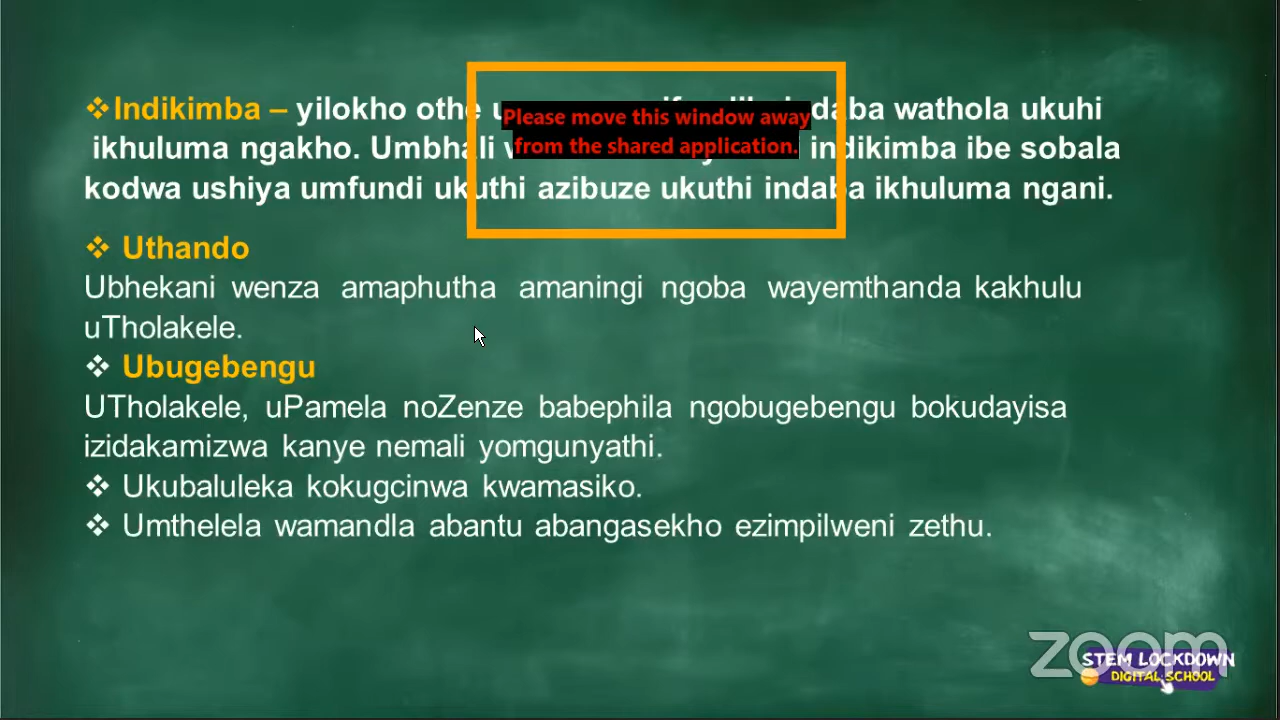 ❖Indikimba – yilokho othe daba wathola ukuhi
Please move this window away
from the shared application.
ikhuluma ngakho. Umbhali indikimba ibe sobala
kodwa ushiya umfundi ukuthi azibuze ukuthi indaba ikhuluma ngani.
❖ Uthando
Ubhekani wenza amaphutha amaningi ngoba wayemthanda kakhulu
uTholakele.
❖ Ubugebengu
UTholakele, uPamela noZenze babephila ngobugebengu bokudayisa
izidakamizwa kanye nemali yomgunyathi.
❖ Ukubaluleka kokugcinwa kwamasiko.
❖ Umthelela wamandla abantu abangasekho ezimpilweni zethu.
zoom
STEM LOCKDOWN
DIGITAL SCHOOL